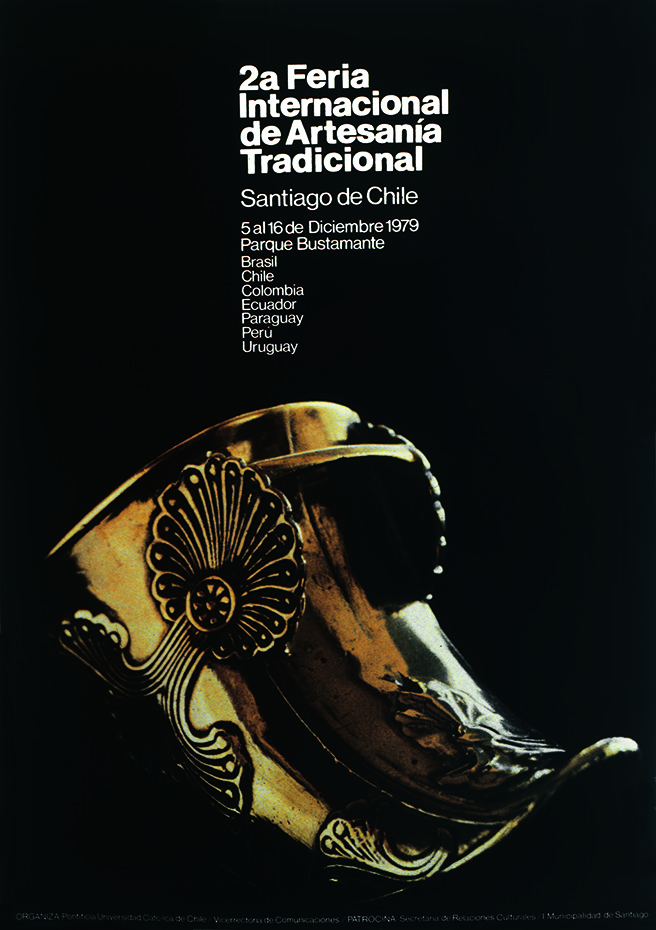 2a Feria
Internacional
de Artesanía
Tradicional
Santiago de Chile
5 al 16 de Diciembre 1979
Parque Bustamante
Brasil
Chile
Colombia
Ecuador
Paraguay
Perú
Uruguay
ORGANIZA: Pontificia Universidad Católica de Chile / Vicerrectoría de Comunicaciones / PATROCINA: Secretaría de Relaciones Culturales / I. Municipalidad de Santiago